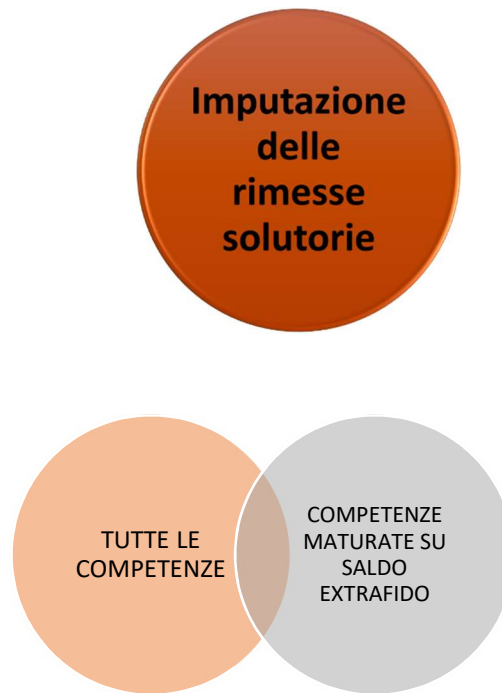 Imputazione
delle
rimesse
solutorie
TUTTE LE
COMPETENZE
COMPETENZE
MATURATE SU
SALDO
EXTRAFIDO